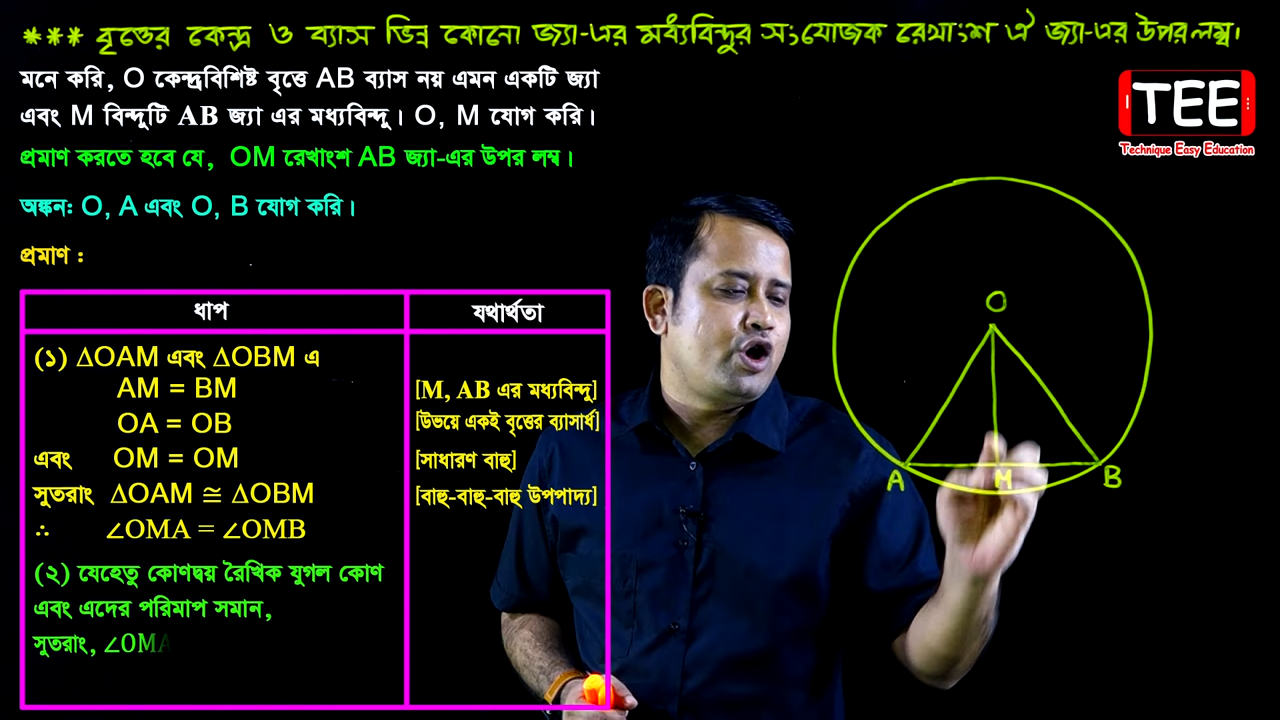 *** বৃত্তের কেন্দ্র ও ব্যাস ভিন্ন কোনো জ্যা-এর মধ্যবিন্দুর সংযোজক রেখাংশ ঐ জ্যা-এর উপর লম্ব।
মনে করি, O কেন্দ্রবিশিষ্ট বৃত্তে AB ব্যাস নয় এমন একটি জ্যা
এবং M বিন্দুটি AB জ্যা এর মধ্যবিন্দু। O, M যোগ করি।
প্রমাণ করতে হবে যে, OM রেখাংশ AB জ্যা-এর উপর লম্ব।
অঙ্কন: O, A এবং O, B যোগ করি।
প্রমাণ :
ধাপ যথার্থতা
(১) ΔOAM এবং ΔOBM এ
AM = BM [M, AB এর মধ্যবিন্দু]
OA = OB [উভয়ে একই বৃত্তের ব্যাসার্ধ]
এবং OM = OM [সাধারণ বাহু]
সুতরাং ΔOAM ≅ ΔOBM [বাহু-বাহু-বাহু উপপাদ্য]
∴ ∠OMA = ∠OMB
(২) যেহেতু কোণদ্বয় রৈখিক যুগল কোণ
এবং এদের পরিমাপ সমান,
সুতরাং, ∠OMA
TEE
Technique Easy Education
O
A M B